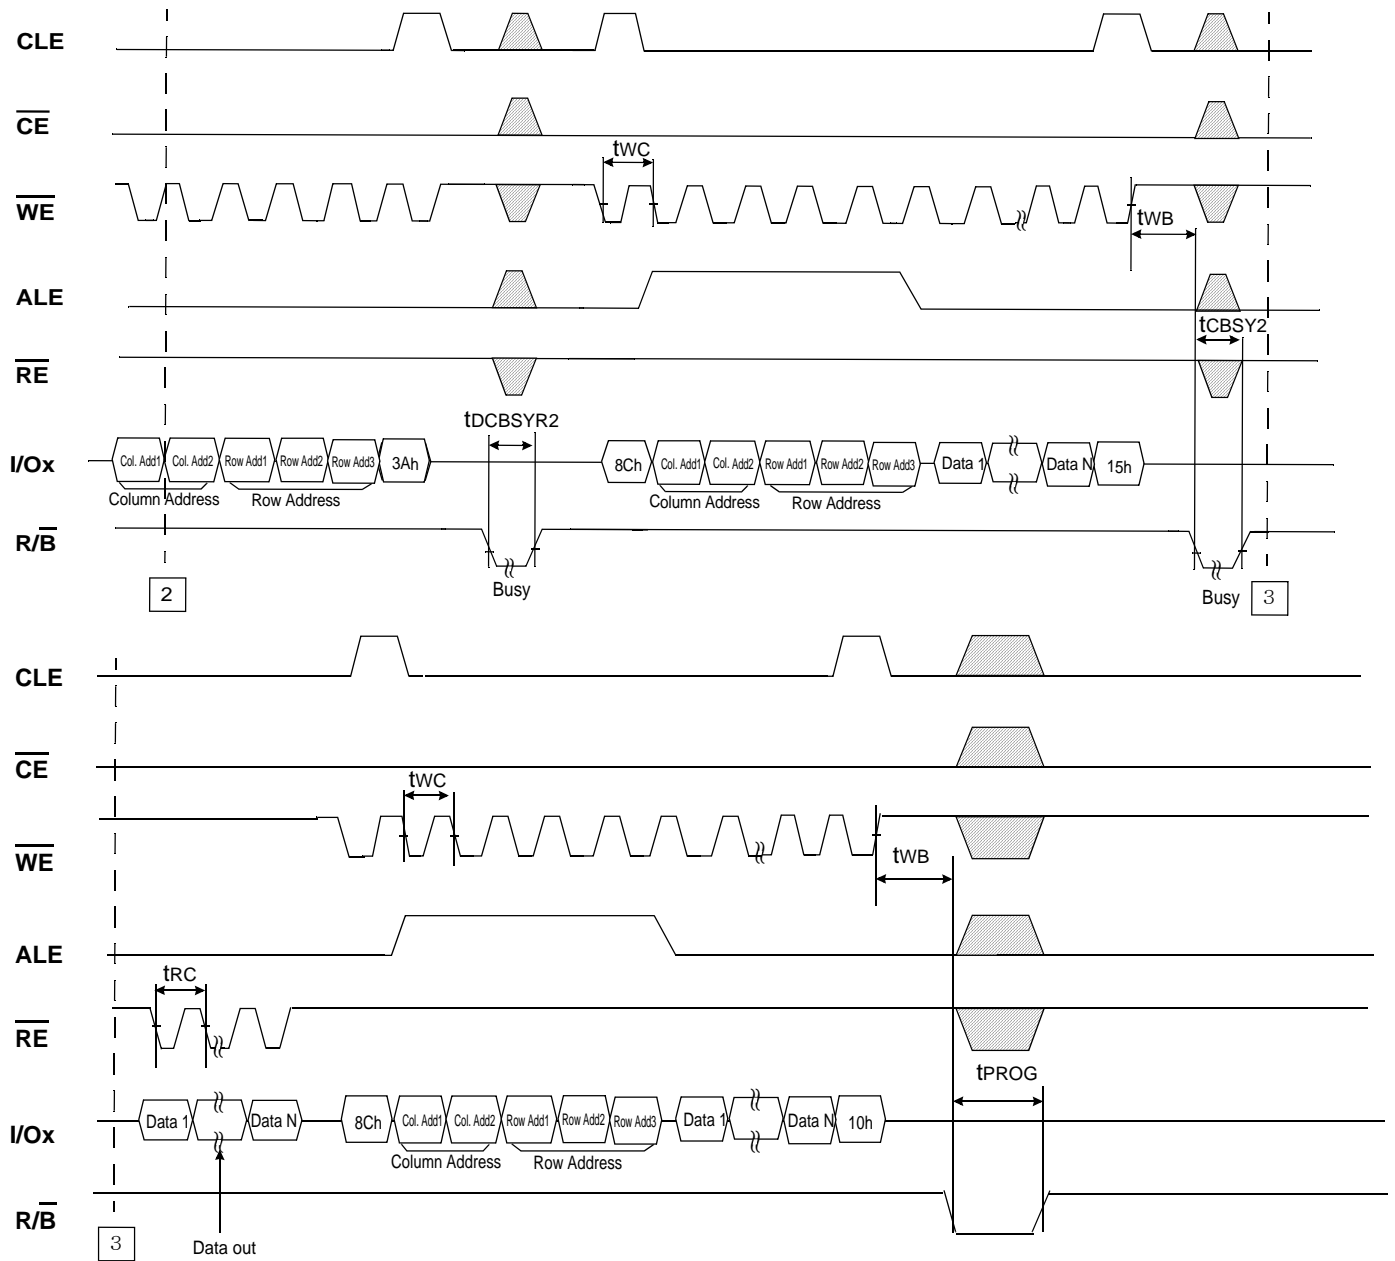 CLE
CE
tWC
WE
tWB
ALE
tCBSY2
RE
tDCBSYR2
I/Ox
Col. Add1 Col. Add2 Row Add1 Row Add2 Row Add3 3Ah 8Ch Col. Add1 Col. Add2 Row Add1 Row Add2 Row Add3 Data 1 Data N 15h
Column Address Row Address Column Address Row Address
R/B
2 Busy Busy 3
CLE
CE
tWC
WE
tWB
ALE
tRC
RE
tPROG
I/Ox
Data 1 Data N 8Ch Col. Add1 Col. Add2 Row Add1 Row Add2 Row Add3 Data 1 Data N 10h
Column Address Row Address
R/B
3 Data out